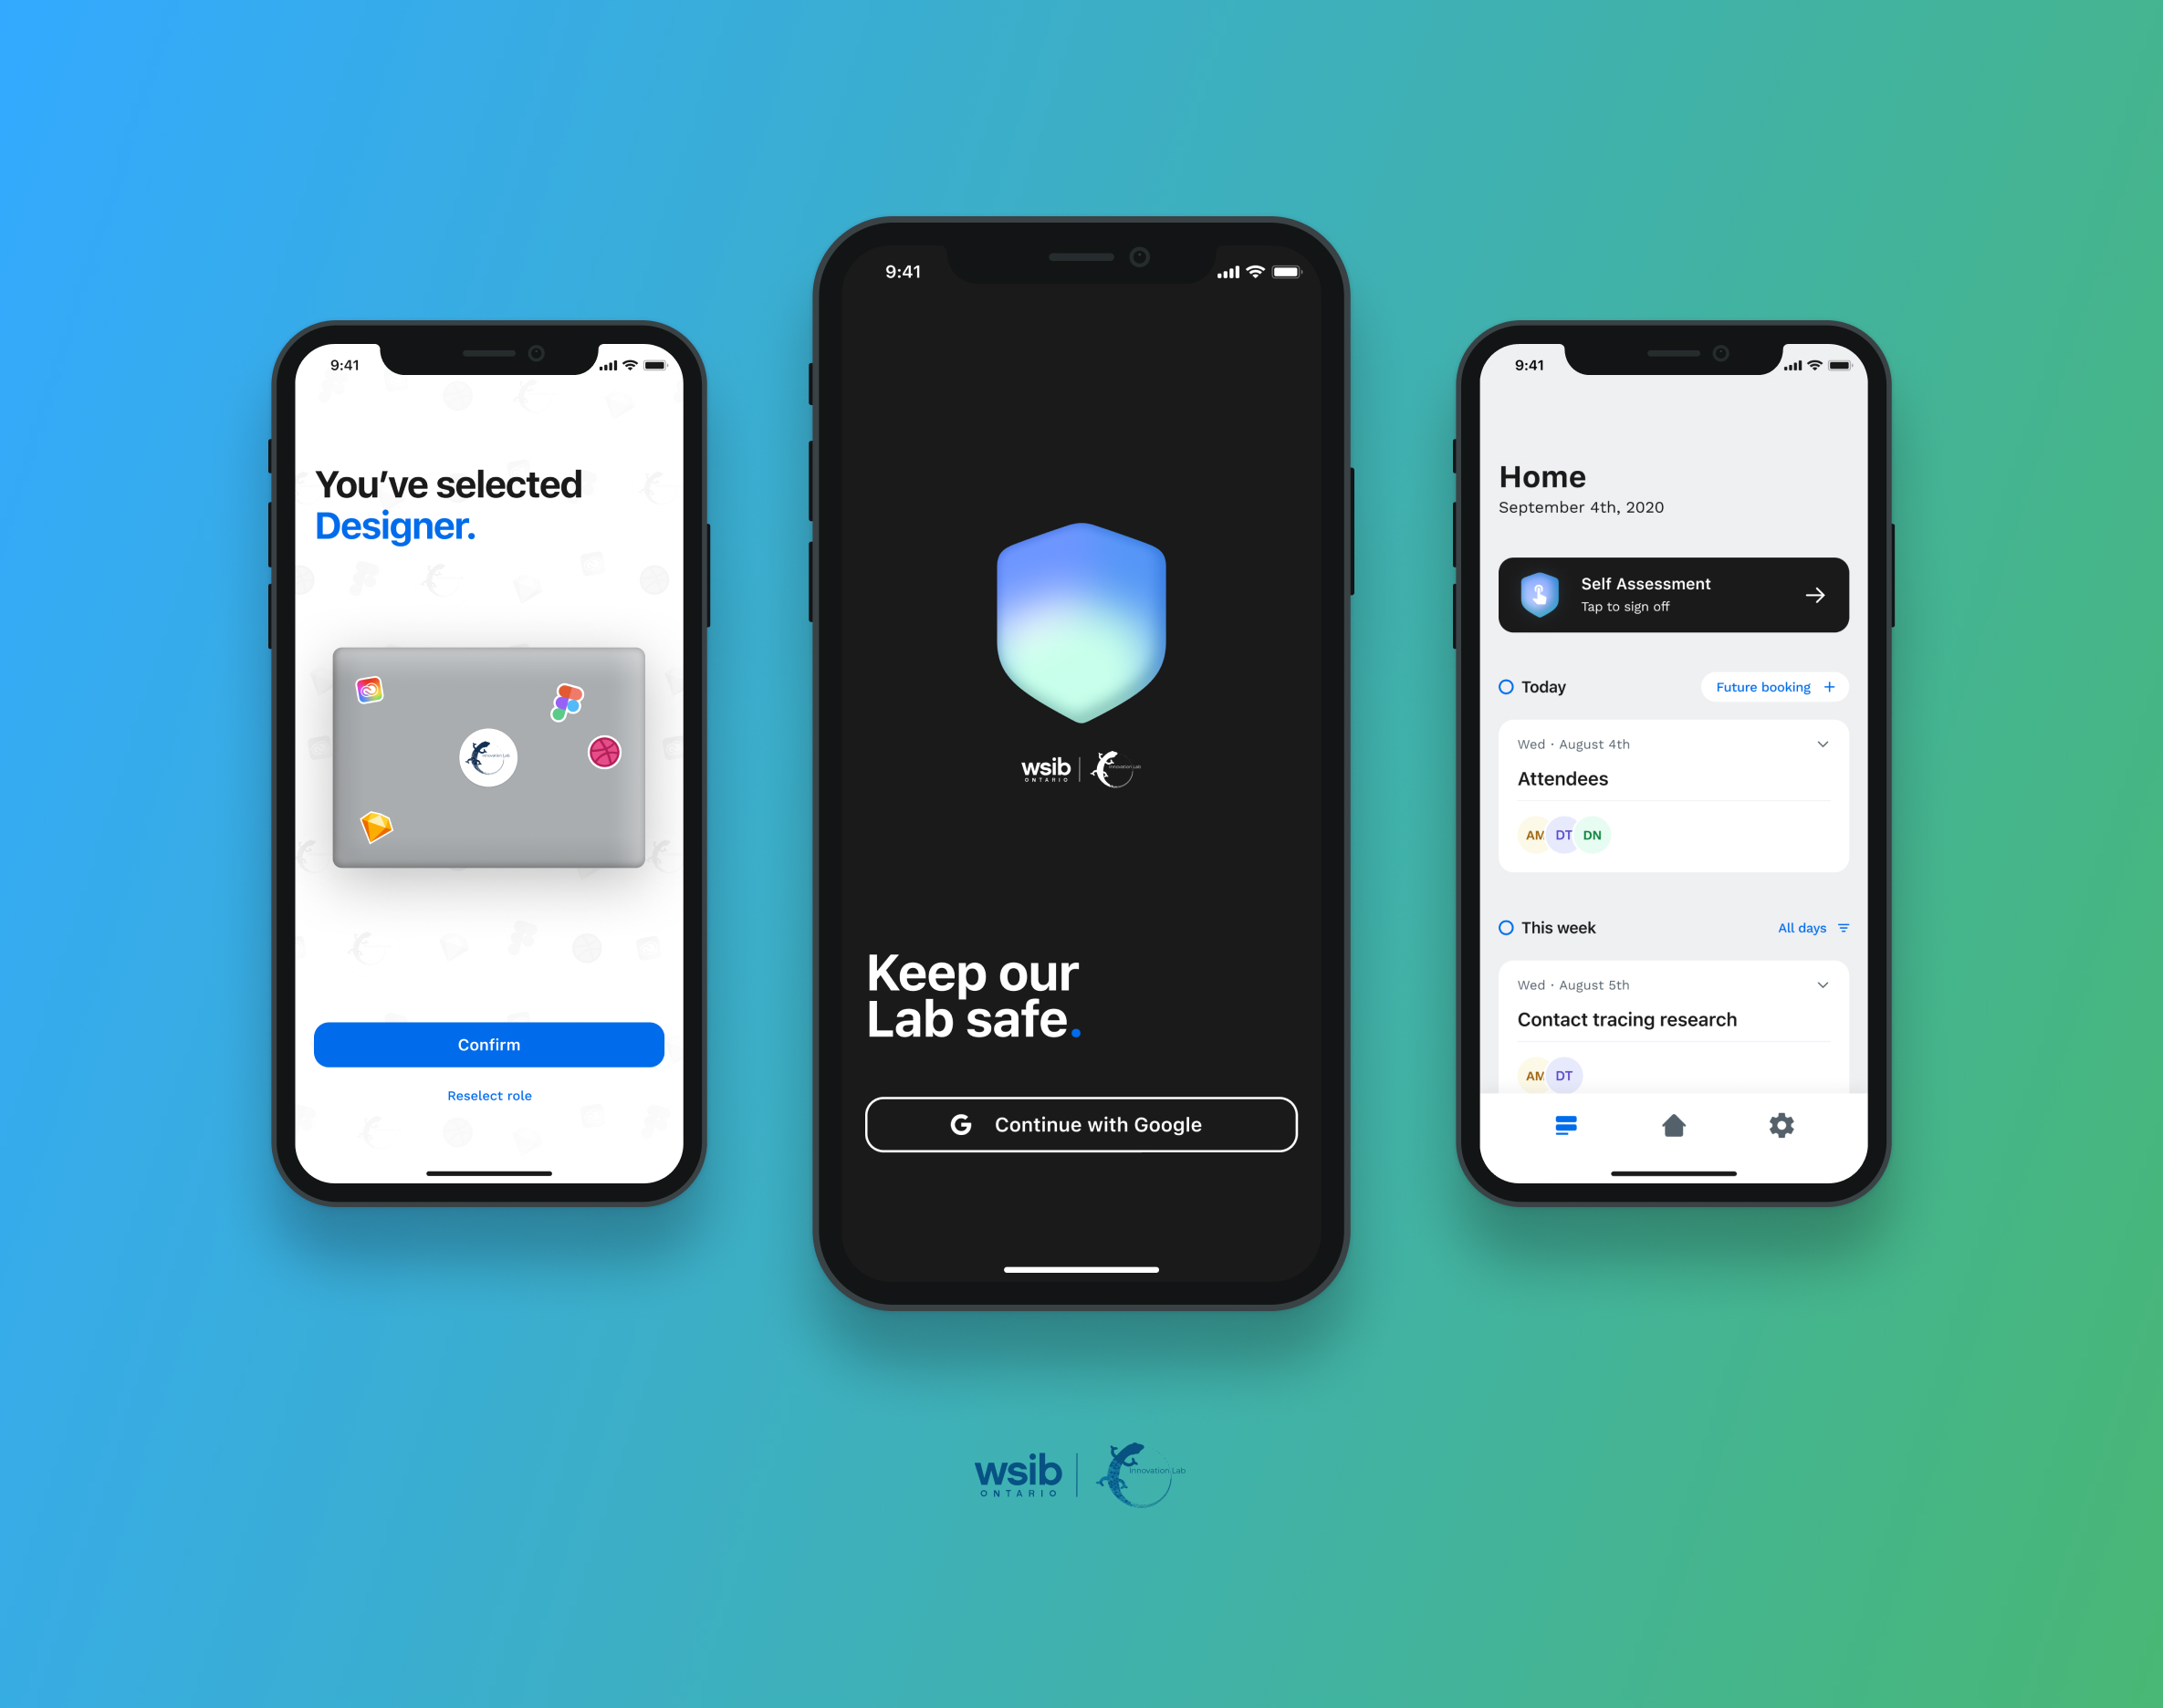 9:41
You’ve selected
Designer.
Innovation Lab
Confirm
Reselect role
9:41
wsib
ONTARIO
Innovation Lab
Keep our
Lab safe.
G Continue with Google
9:41
Home
September 4th, 2020
Self Assessment
Tap to sign off
Today
Future booking +
Wed · August 4th
Attendees
AM DT DN
This week
All days
Wed · August 5th
Contact tracing research
AM DT
wsib
ONTARIO
Innovation Lab